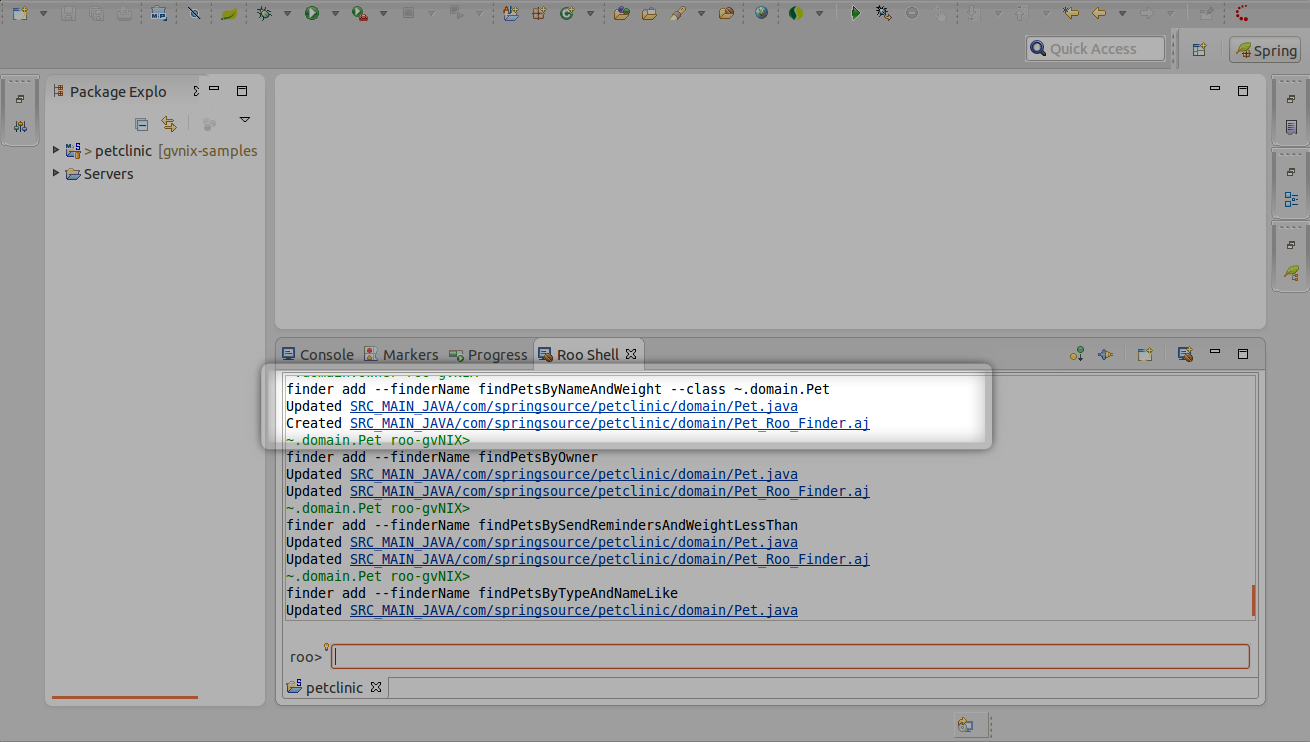 Quick Access
Spring
Package Explo
> petclinic [gvnix-samples
Servers
Console Markers Progress Roo Shell
~.domain.Owner roo-gvNIX>
finder add --finderName findPetsByNameAndWeight --class ~.domain.Pet
Updated SRC_MAIN_JAVA/com/springsource/petclinic/domain/Pet.java
Created SRC_MAIN_JAVA/com/springsource/petclinic/domain/Pet_Roo_Finder.aj
~.domain.Pet roo-gvNIX>
finder add --finderName findPetsByOwner
Updated SRC_MAIN_JAVA/com/springsource/petclinic/domain/Pet.java
Updated SRC_MAIN_JAVA/com/springsource/petclinic/domain/Pet_Roo_Finder.aj
~.domain.Pet roo-gvNIX>
finder add --finderName findPetsBySendRemindersAndWeightLessThan
Updated SRC_MAIN_JAVA/com/springsource/petclinic/domain/Pet.java
Updated SRC_MAIN_JAVA/com/springsource/petclinic/domain/Pet_Roo_Finder.aj
~.domain.Pet roo-gvNIX>
finder add --finderName findPetsByTypeAndNameLike
Updated SRC_MAIN_JAVA/com/springsource/petclinic/domain/Pet.java
roo>
petclinic